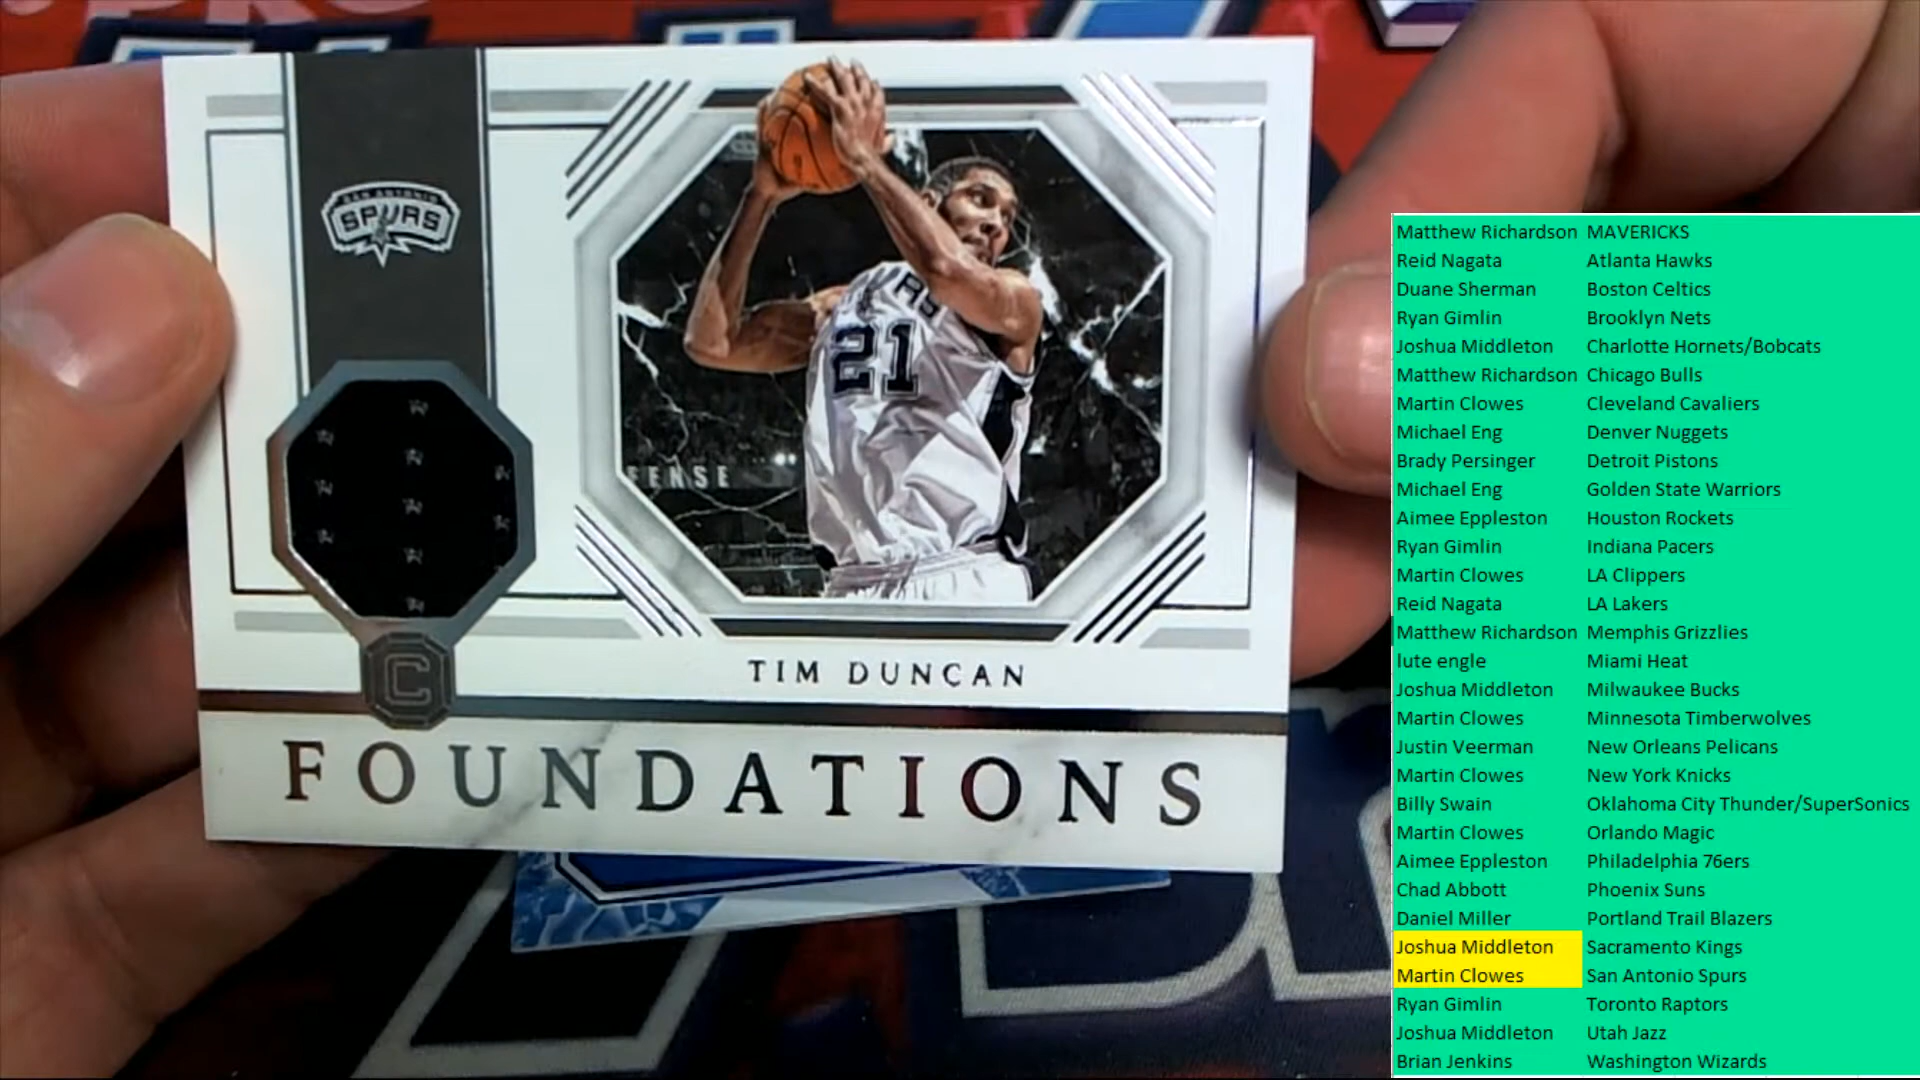 SAN ANTONIO
SPURS
21
FENSE
C
TIM DUNCAN
FOUNDATIONS
Matthew Richardson MAVERICKS
Reid Nagata Atlanta Hawks
Duane Sherman Boston Celtics
Ryan Gimlin Brooklyn Nets
Joshua Middleton Charlotte Hornets/Bobcats
Matthew Richardson Chicago Bulls
Martin Clowes Cleveland Cavaliers
Michael Eng Denver Nuggets
Brady Persinger Detroit Pistons
Michael Eng Golden State Warriors
Aimee Eppleston Houston Rockets
Ryan Gimlin Indiana Pacers
Martin Clowes LA Clippers
Reid Nagata LA Lakers
Matthew Richardson Memphis Grizzlies
lute engle Miami Heat
Joshua Middleton Milwaukee Bucks
Martin Clowes Minnesota Timberwolves
Justin Veerman New Orleans Pelicans
Martin Clowes New York Knicks
Billy Swain Oklahoma City Thunder/SuperSonics
Martin Clowes Orlando Magic
Aimee Eppleston Philadelphia 76ers
Chad Abbott Phoenix Suns
Daniel Miller Portland Trail Blazers
Joshua Middleton Sacramento Kings
Martin Clowes San Antonio Spurs
Ryan Gimlin Toronto Raptors
Joshua Middleton Utah Jazz
Brian Jenkins Washington Wizards